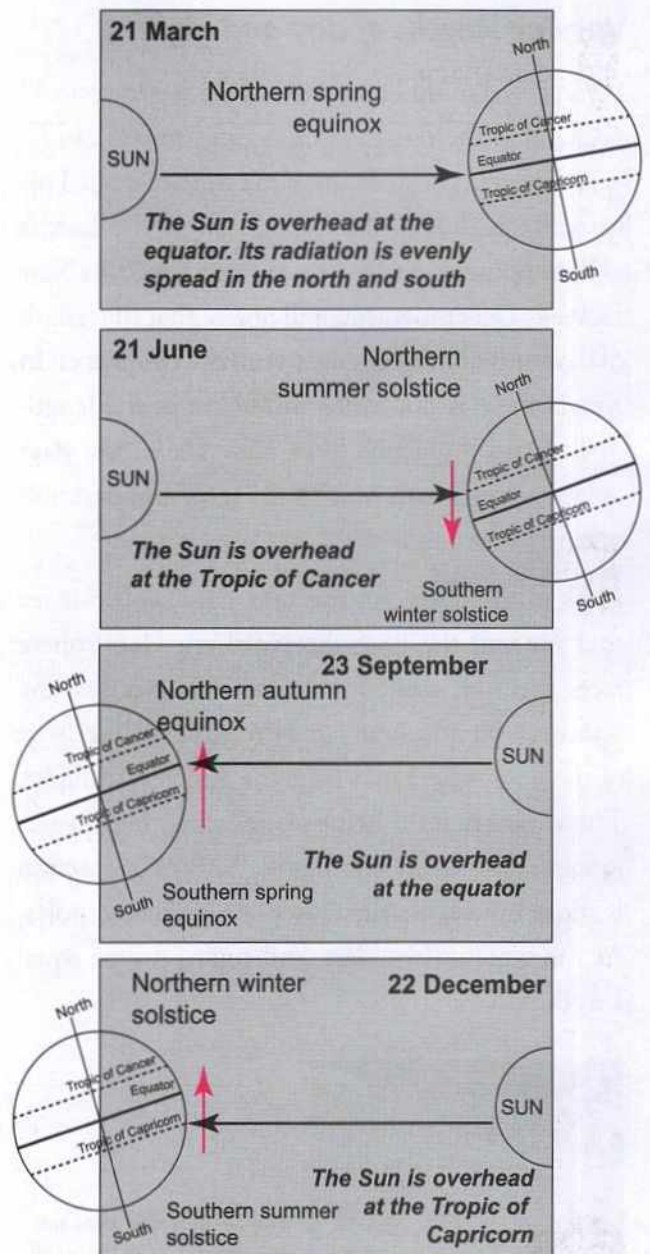 21 March
North
Northern spring
equinox
Tropic of Cancer
SUN
Equator
Tropic of Capricorn
The Sun is overhead at the
equator. Its radiation is evenly
spread in the north and south
South
21 June
Northern
summer solstice
North
SUN
Tropic of Cancer
Equator
Tropic of Capricorn
The Sun is overhead
at the Tropic of Cancer
Southern
winter solstice
South
23 September
North
Northern autumn
equinox
Tropic of Cancer
Equator
SUN
Tropic of Capricorn
The Sun is overhead
at the equator
South
Southern spring
equinox
Northern winter
solstice
22 December
North
Tropic of Cancer
Equator
SUN
Tropic of Capricorn
The Sun is overhead
at the Tropic of
Capricorn
South
Southern summer
solstice